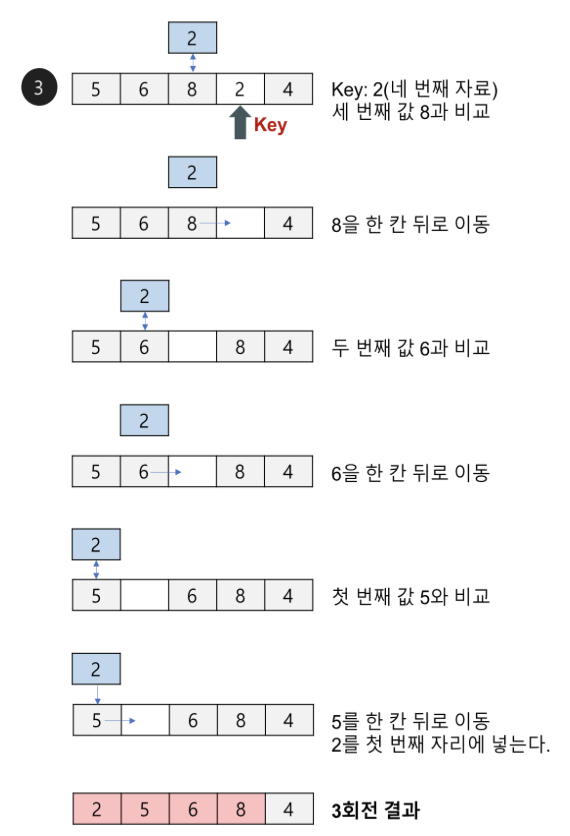 2
3
5 6 8 2 4
Key: 2(네 번째 자료)
세 번째 값 8과 비교
Key
2
5 6 8 4
8을 한 칸 뒤로 이동
2
5 6 8 4
두 번째 값 6과 비교
2
5 6 8 4
6을 한 칸 뒤로 이동
2
5 6 8 4
첫 번째 값 5와 비교
2
5 6 8 4
5를 한 칸 뒤로 이동
2를 첫 번째 자리에 넣는다.
2 5 6 8 4
3회전 결과